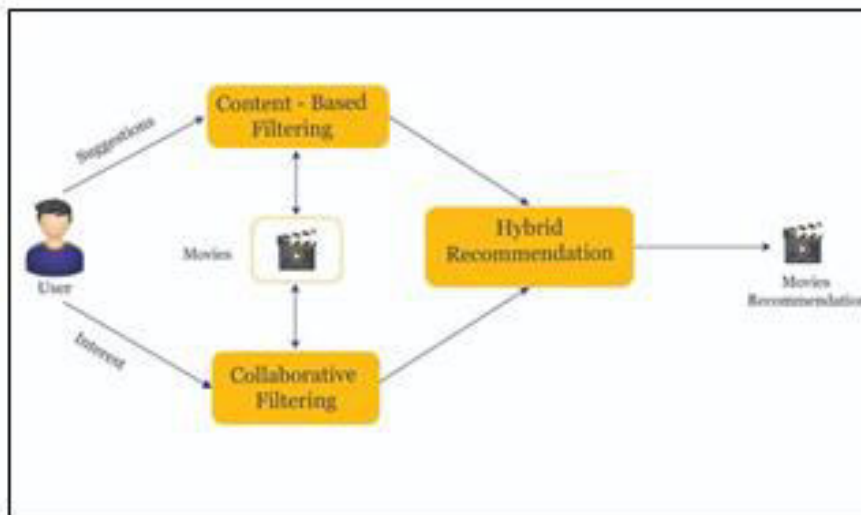 Suggestions
Content - Based
Filtering
User
Movies
Interest
Collaborative
Filtering
Hybrid
Recommendation
Movies
Recommendation